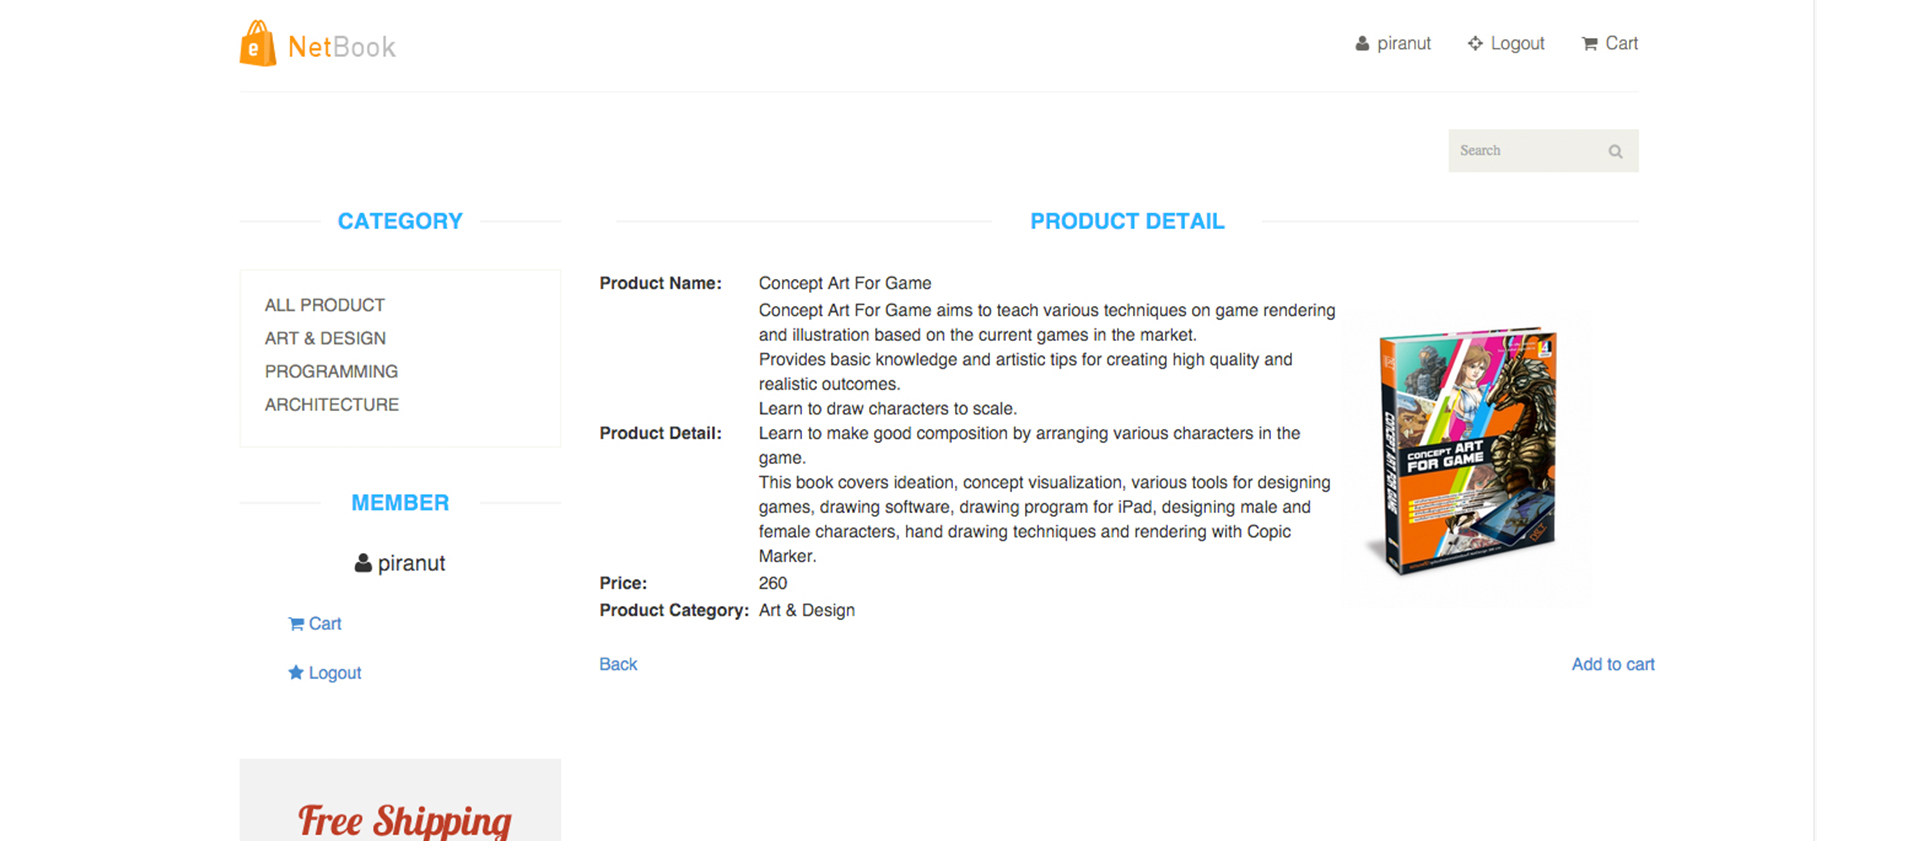 e NetBook
piranut Logout Cart
Search
CATEGORY
ALL PRODUCT
ART & DESIGN
PROGRAMMING
ARCHITECTURE
MEMBER
piranut
Cart
Logout
Free Shipping
PRODUCT DETAIL
Product Name: Concept Art For Game
Concept Art For Game aims to teach various techniques on game rendering
and illustration based on the current games in the market.
Provides basic knowledge and artistic tips for creating high quality and
realistic outcomes.
Learn to draw characters to scale.
Product Detail: Learn to make good composition by arranging various characters in the
game.
This book covers ideation, concept visualization, various tools for designing
games, drawing software, drawing program for iPad, designing male and
female characters, hand drawing techniques and rendering with Copic
Marker.
Price: 260
Product Category: Art & Design
CONCEPT ART FOR GAME
CONCEPT ART
FOR GAME
Back
Add to cart